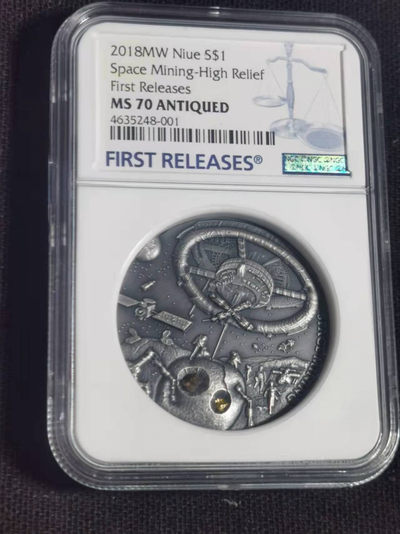 2018MW Niue S$1
Space Mining-High Relief
First Releases
MS 70 ANTIQUED
4635248-001
FIRST RELEASES®